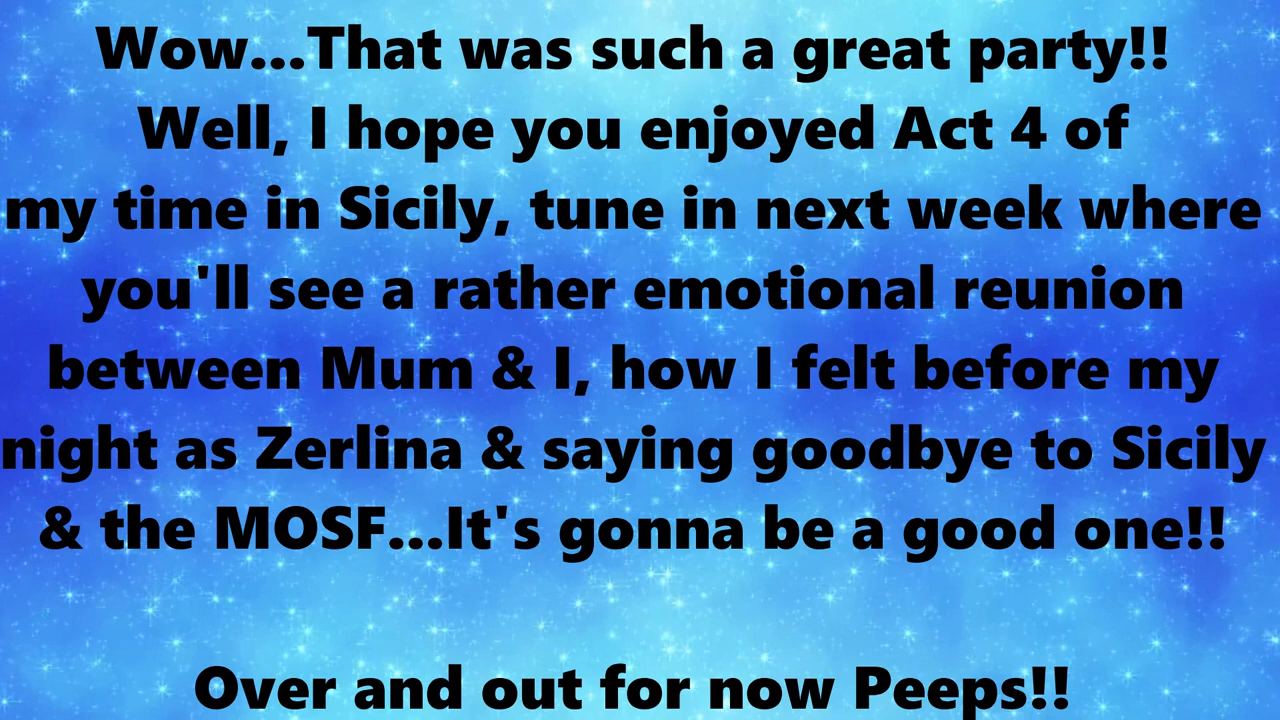 Wow...That was such a great party!!
Well, I hope you enjoyed Act 4 of
my time in Sicily, tune in next week where
you'll see a rather emotional reunion
between Mum & I, how I felt before my
night as Zerlina & saying goodbye to Sicily
& the MOSF...It's gonna be a good one!!
Over and out for now Peeps!!